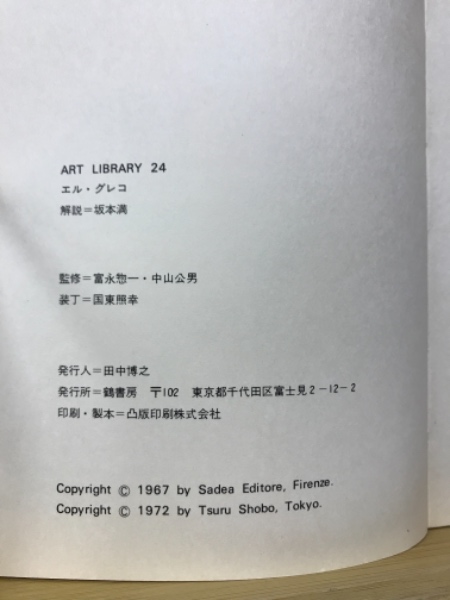 ART LIBRARY 24
エル・グレコ
解説＝坂本満
監修＝富永惣一・中山公男
装丁＝国東照幸
発行人＝田中博之
発行所＝鶴書房　〒102　東京都千代田区富士見2-12-2
印刷・製本＝凸版印刷株式会社
Copyright © 1967 by Sadea Editore, Firenze.
Copyright © 1972 by Tsuru Shobo, Tokyo.